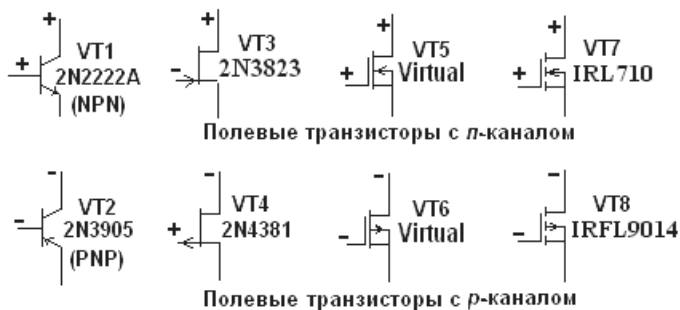 VT1
2N2222A
(NPN)
VT3
2N3823
VT5
Virtual
VT7
IRL710
Полевые транзисторы с n-каналом
VT2
2N3905
(PNP)
VT4
2N4381
VT6
Virtual
VT8
IRFL9014
Полевые транзисторы с p-каналом